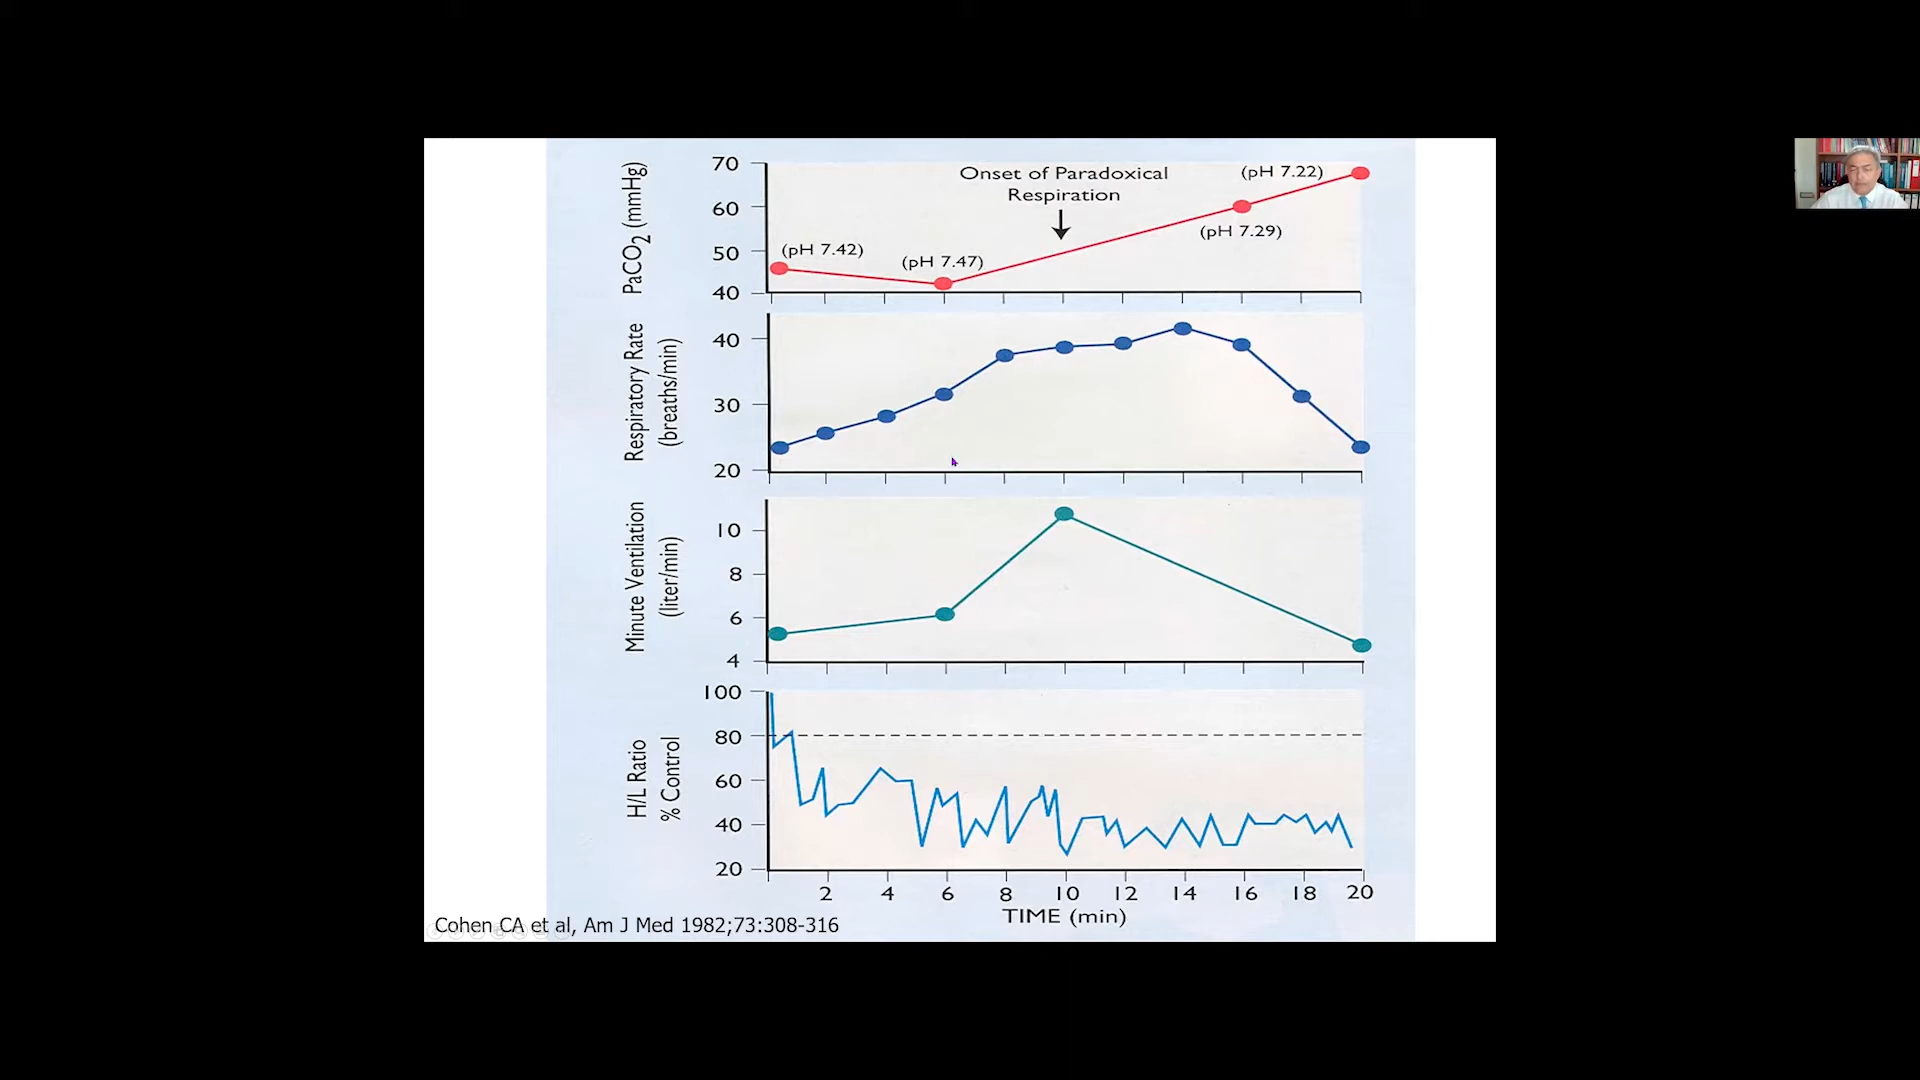 70
60
50
40
PaCO2 (mmHg)
Onset of Paradoxical
Respiration
(pH 7.42)
(pH 7.47)
(pH 7.29)
(pH 7.22)
40
30
20
Respiratory Rate
(breaths/min)
10
8
6
4
Minute Ventilation
(liter/min)
100
80
60
40
20
H/L Ratio
% Control
2 4 6 8 10 12 14 16 18 20
TIME (min)
Cohen CA et al, Am J Med 1982;73:308-316